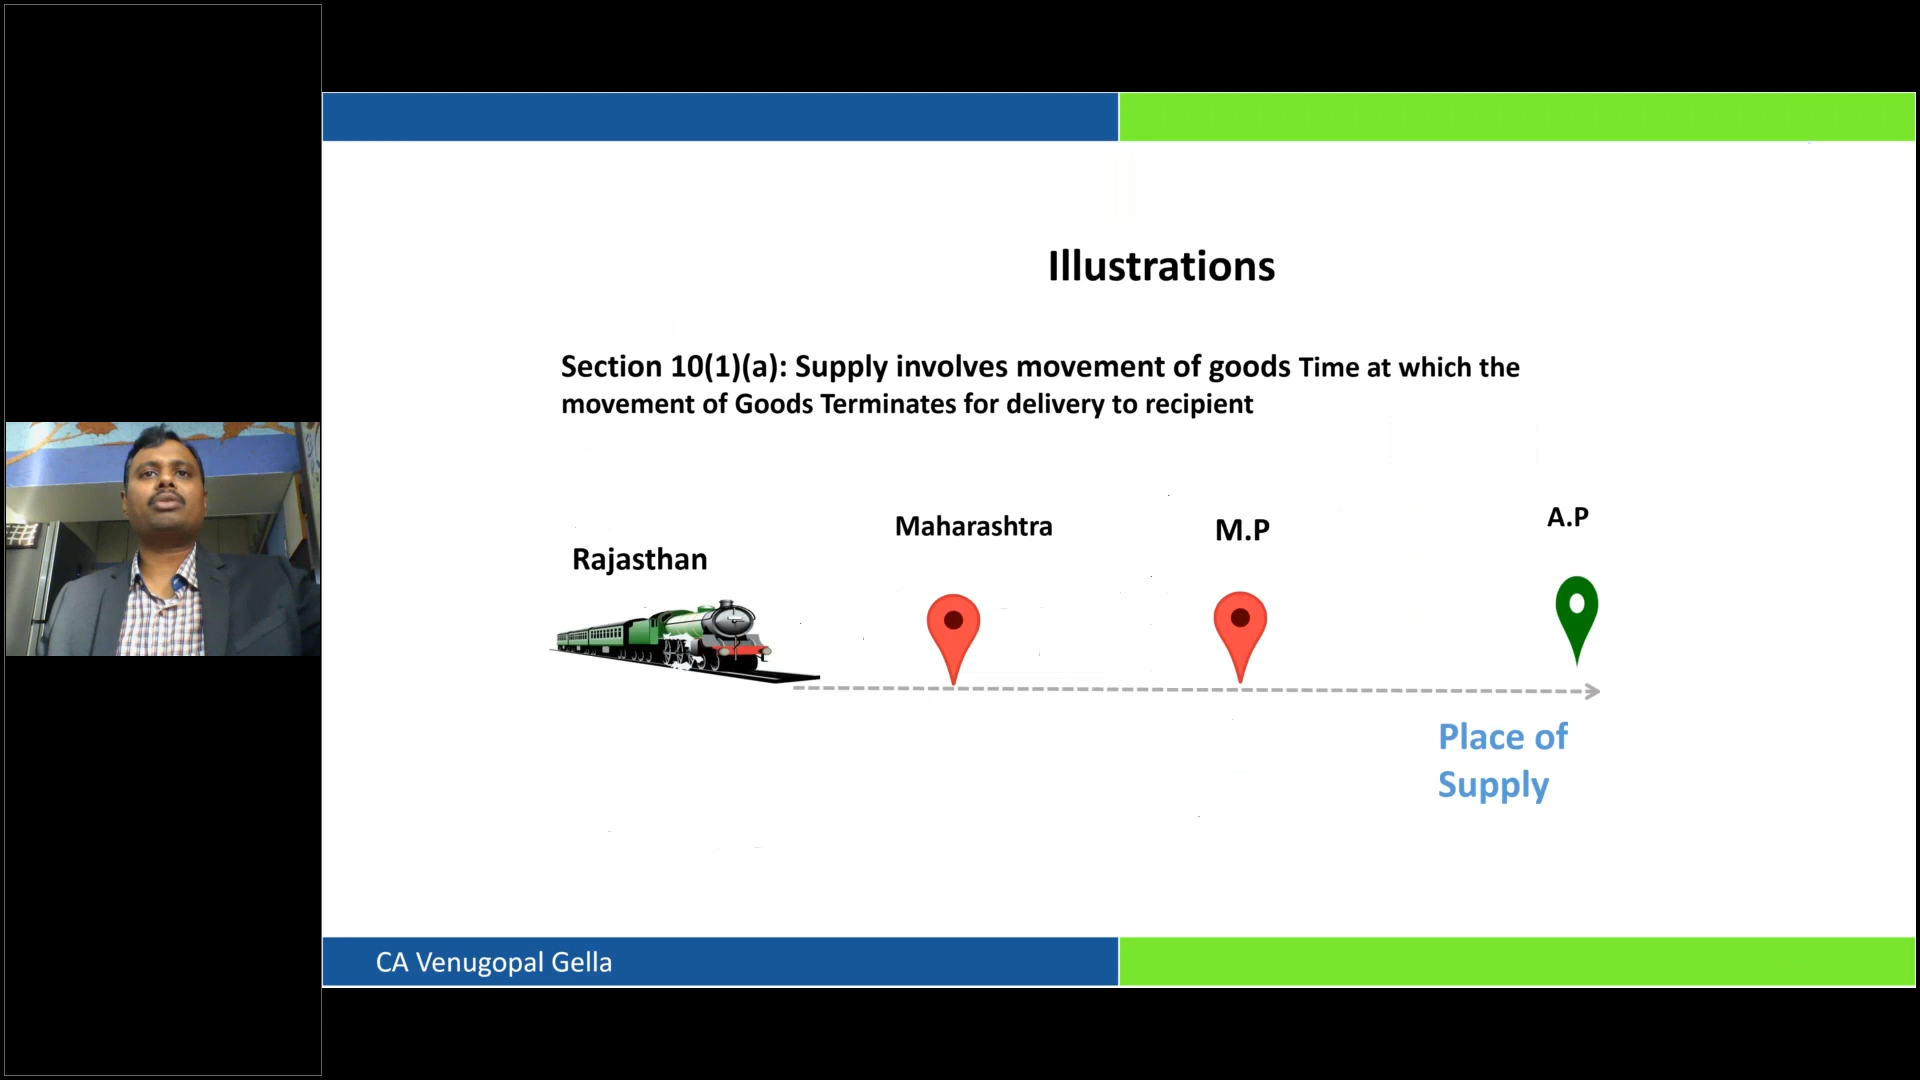 Illustrations
Section 10(1)(a): Supply involves movement of goods Time at which the
movement of Goods Terminates for delivery to recipient
Rajasthan
Maharashtra
M.P
A.P
Place of
Supply
CA Venugopal Gella